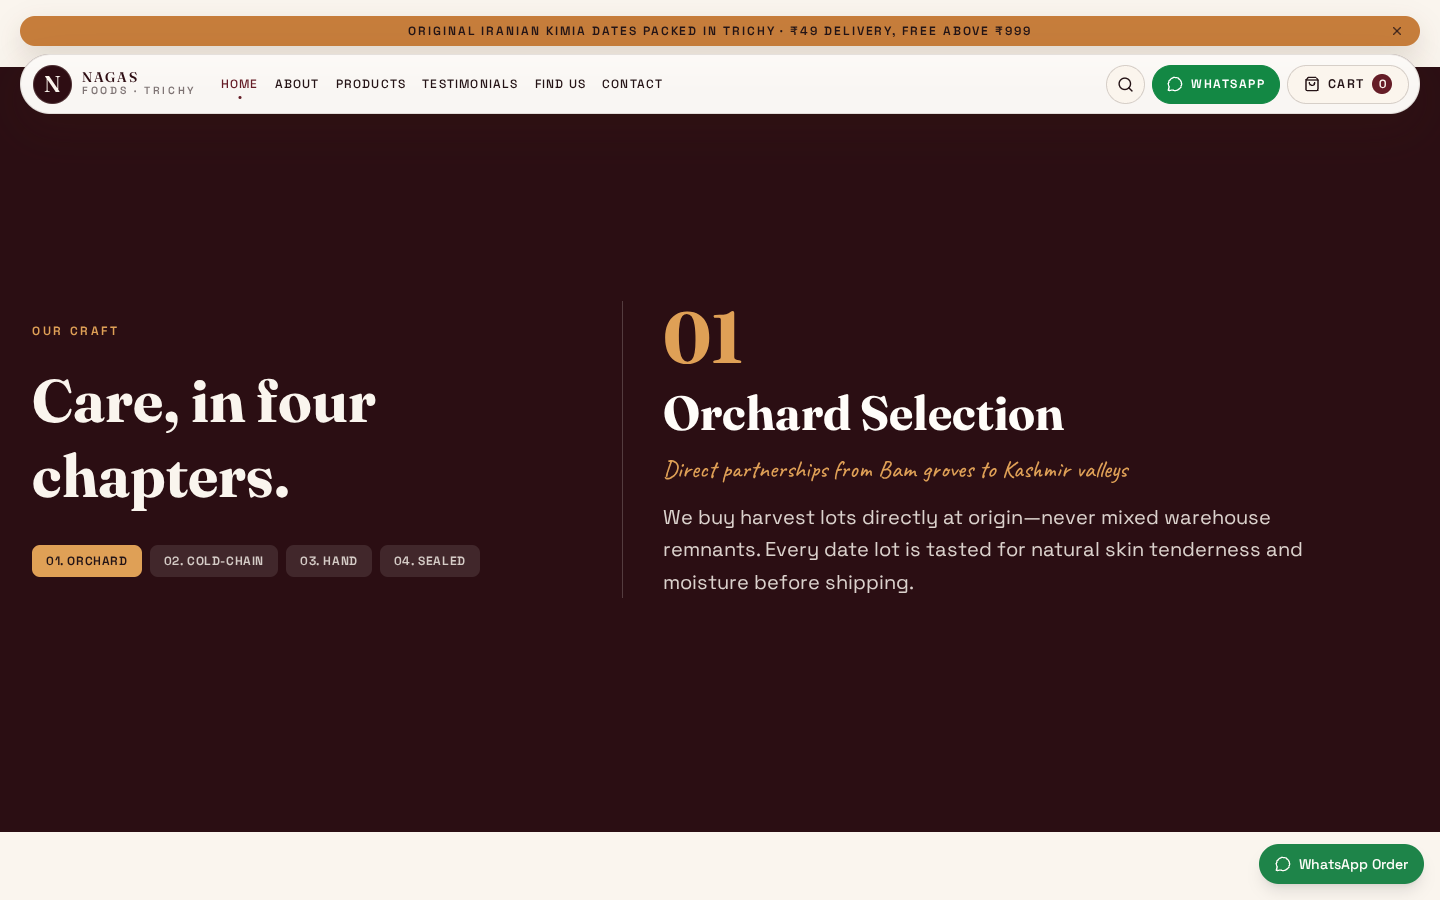 ORIGINAL IRANIAN KIMIA DATES PACKED IN TRICHY · ₹49 DELIVERY, FREE ABOVE ₹999
N
NAGAS
FOODS · TRICHY
HOME ABOUT PRODUCTS TESTIMONIALS FIND US CONTACT
WHATSAPP
CART 0
OUR CRAFT
Care, in four
chapters.
01. ORCHARD 02. COLD-CHAIN 03. HAND 04. SEALED
01
Orchard Selection
Direct partnerships from Bam groves to Kashmir valleys
We buy harvest lots directly at origin—never mixed warehouse
remnants. Every date lot is tasted for natural skin tenderness and
moisture before shipping.
WhatsApp Order